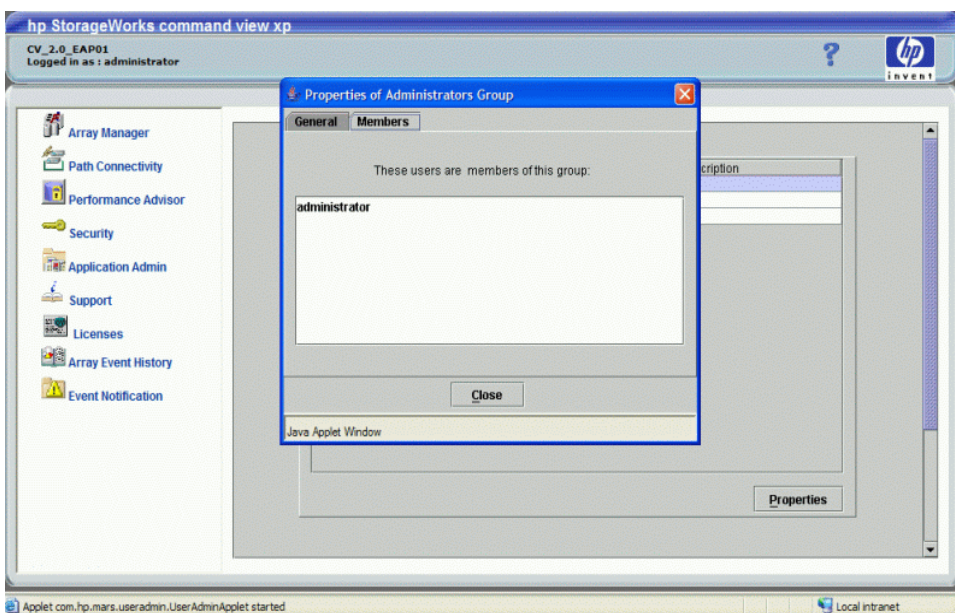 hp StorageWorks command view xp
CV_2.0_EAP01
Logged in as : administrator
?
hp
invent
Properties of Administrators Group
General Members
These users are members of this group:
administrator
Close
Java Applet Window
Array Manager
Path Connectivity
Performance Advisor
Security
Application Admin
Support
Licenses
Array Event History
Event Notification
cription
Properties
Applet com.hp.mars.useradmin.UserAdminApplet started
Local intranet